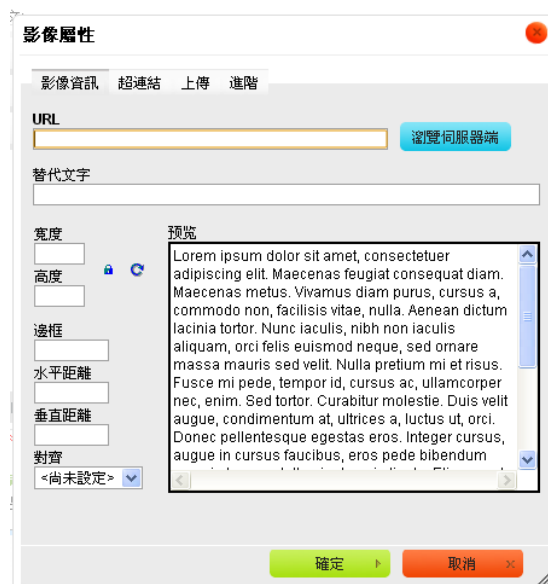 影像屬性
影像資訊 超連結 上傳 進階
URL
瀏覽伺服器端
替代文字
寬度
高度
邊框
水平距離
垂直距離
對齊
<尚未設定>
预览
Lorem ipsum dolor sit amet, consectetuer
adipiscing elit. Maecenas feugiat consequat diam.
Maecenas metus. Vivamus diam purus, cursus a,
commodo non, facilisis vitae, nulla. Aenean dictum
lacinia tortor. Nunc iaculis, nibh non iaculis
aliquam, orci felis euismod neque, sed ornare
massa mauris sed velit. Nulla pretium mi et risus.
Fusce mi pede, tempor id, cursus ac, ullamcorper
nec, enim. Sed tortor. Curabitur molestie. Duis velit
augue, condimentum at, ultrices a, luctus ut, orci.
Donec pellentesque egestas eros. Integer cursus,
augue in cursus faucibus, eros pede bibendum
確定
取消